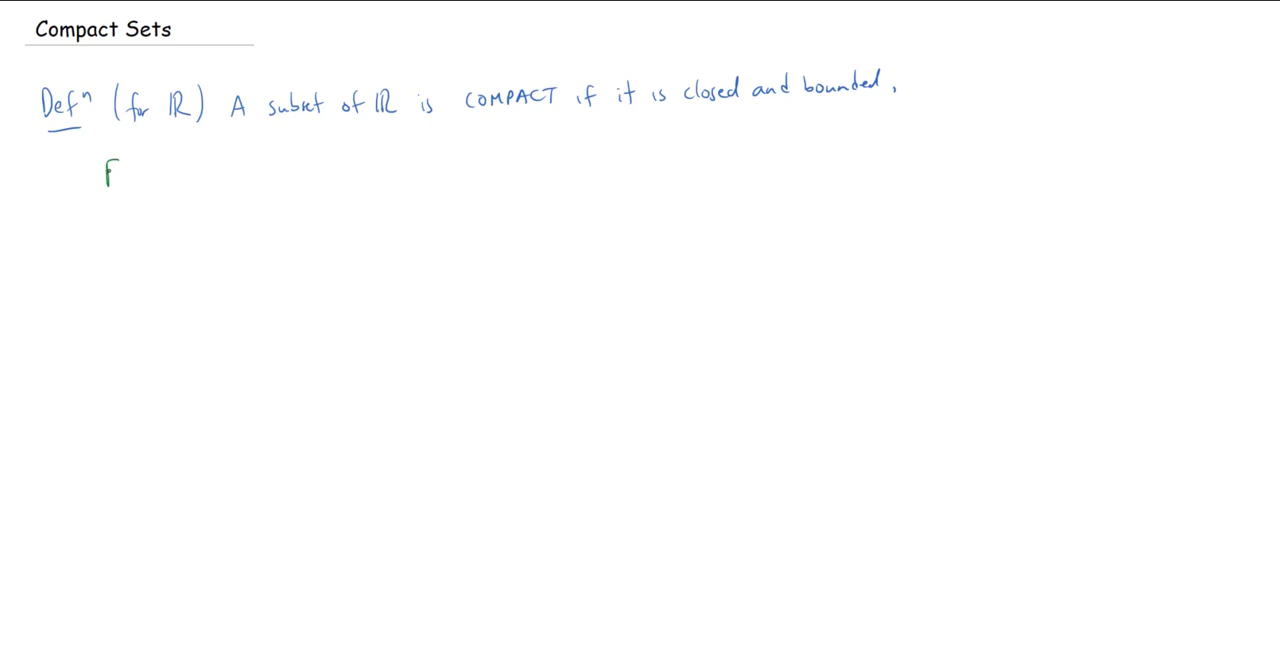 Compact Sets
Defⁿ (for ℝ) A subset of ℝ is COMPACT if it is closed and bounded.
F